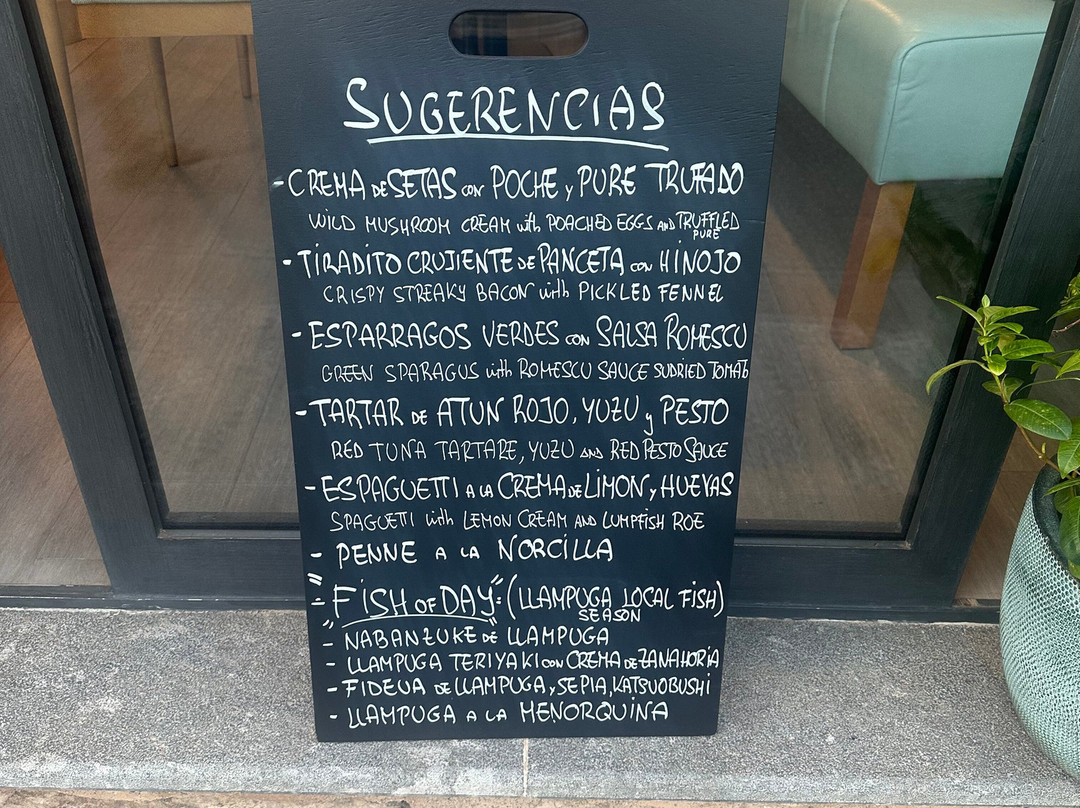 SUGERENCIAS
- CREMA DE SETAS CON POCHE Y PURE TRUFADO
WILD MUSHROOM CREAM with POACHED EGGS AND TRUFFLED
PURE
- TIRADITO CRUJIENTE DE PANCETA CON HINOJO
CRISPY STREAKY BACON with PICKLED FENNEL
- ESPARRAGOS VERDES CON SALSA ROMESCU
GREEN SPARAGUS with ROMESCU SAUCE SUDRIED TOMATO
- TARTAR DE ATUN ROJO, YUZU y PESTO
RED TUNA TARTARE, YUZU AND RED PESTO SAUCE
- ESPAGUETTI A LA CREMA DE LIMON y HUEVAS
SPAGUETTI with LEMON CREAM AND LUMPFISH ROE
- PENNE A LA NORCILLA
- "FISH OF DAY": (LLAMPUGA LOCAL FISH)
SEASON
- NABANZUKE DE LLAMPUGA
- LLAMPUGA TERIYAKI CON CREMA DE ZANAHORIA
- FIDEUA DE LLAMPUGA y SEPIA, KATSUOBUSHI
- LLAMPUGA A LA MENORQUINA